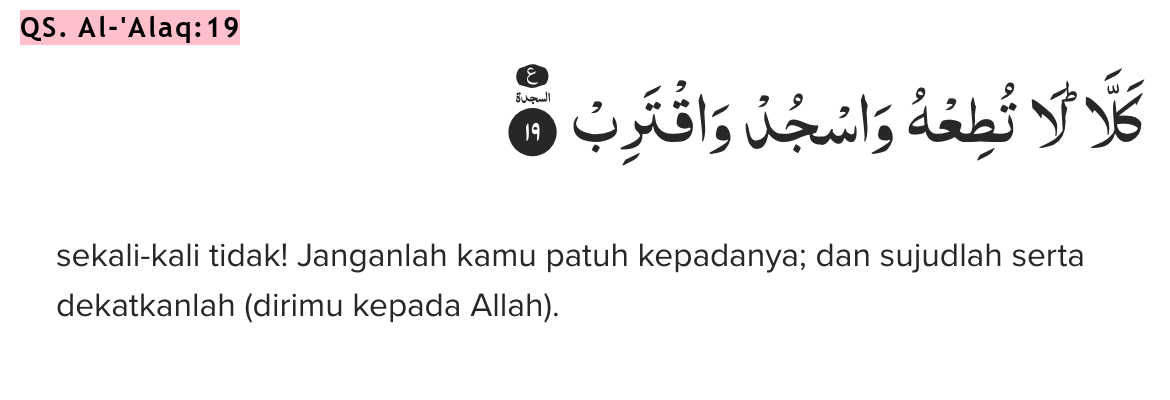 QS. Al-'Alaq:19
كَلَّاۗ لَا تُطِعْهُ وَاسْجُدْ وَاقْتَرِبْ ١٩
ع
السجدة
sekali-kali tidak! Janganlah kamu patuh kepadanya; dan sujudlah serta
dekatkanlah (dirimu kepada Allah).